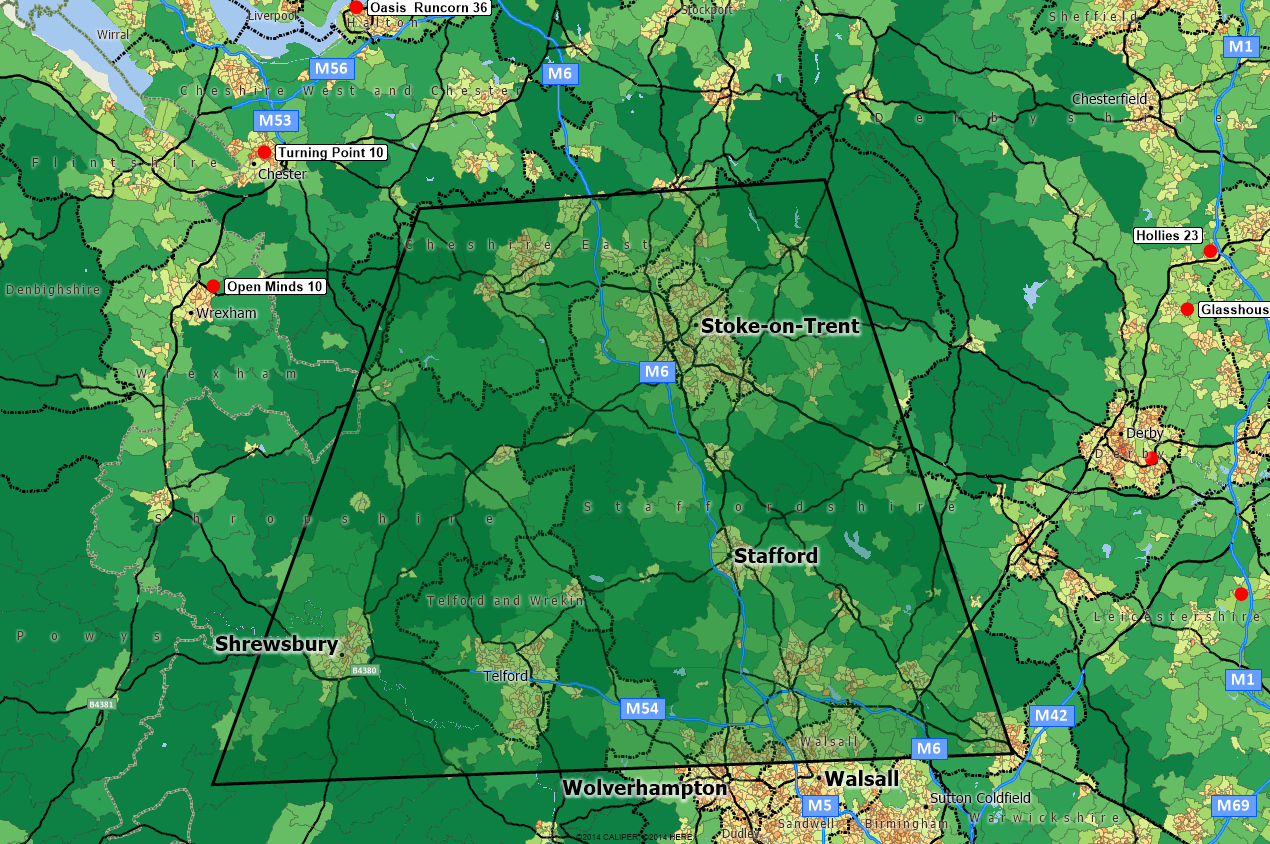 Oasis  Runcorn 36
Liverpool
Halton
Stockport
Sheffield
Wirral
M1
M56
M6
Cheshire West and Chester
Chesterfield
M53
Derbyshire
Turning Point 10
Flintshire
Chester
Hollies 23
Cheshire East
Open Minds 10
Denbighshire
Wrexham
Glasshous
Stoke-on-Trent
Wrexham
M6
Derby
Derby
Shropshire
Staffordshire
Stafford
Telford and Wrekin
Leicestershire
Powys
Shrewsbury
B4380
Telford
M1
B4381
M54
M42
Walsall
M6
Walsall
Wolverhampton
Sutton Coldfield
M5
M69
Sandwell
Birmingham
Warwickshire
Dudley
©2014 CALIPER; ©2014 HERE